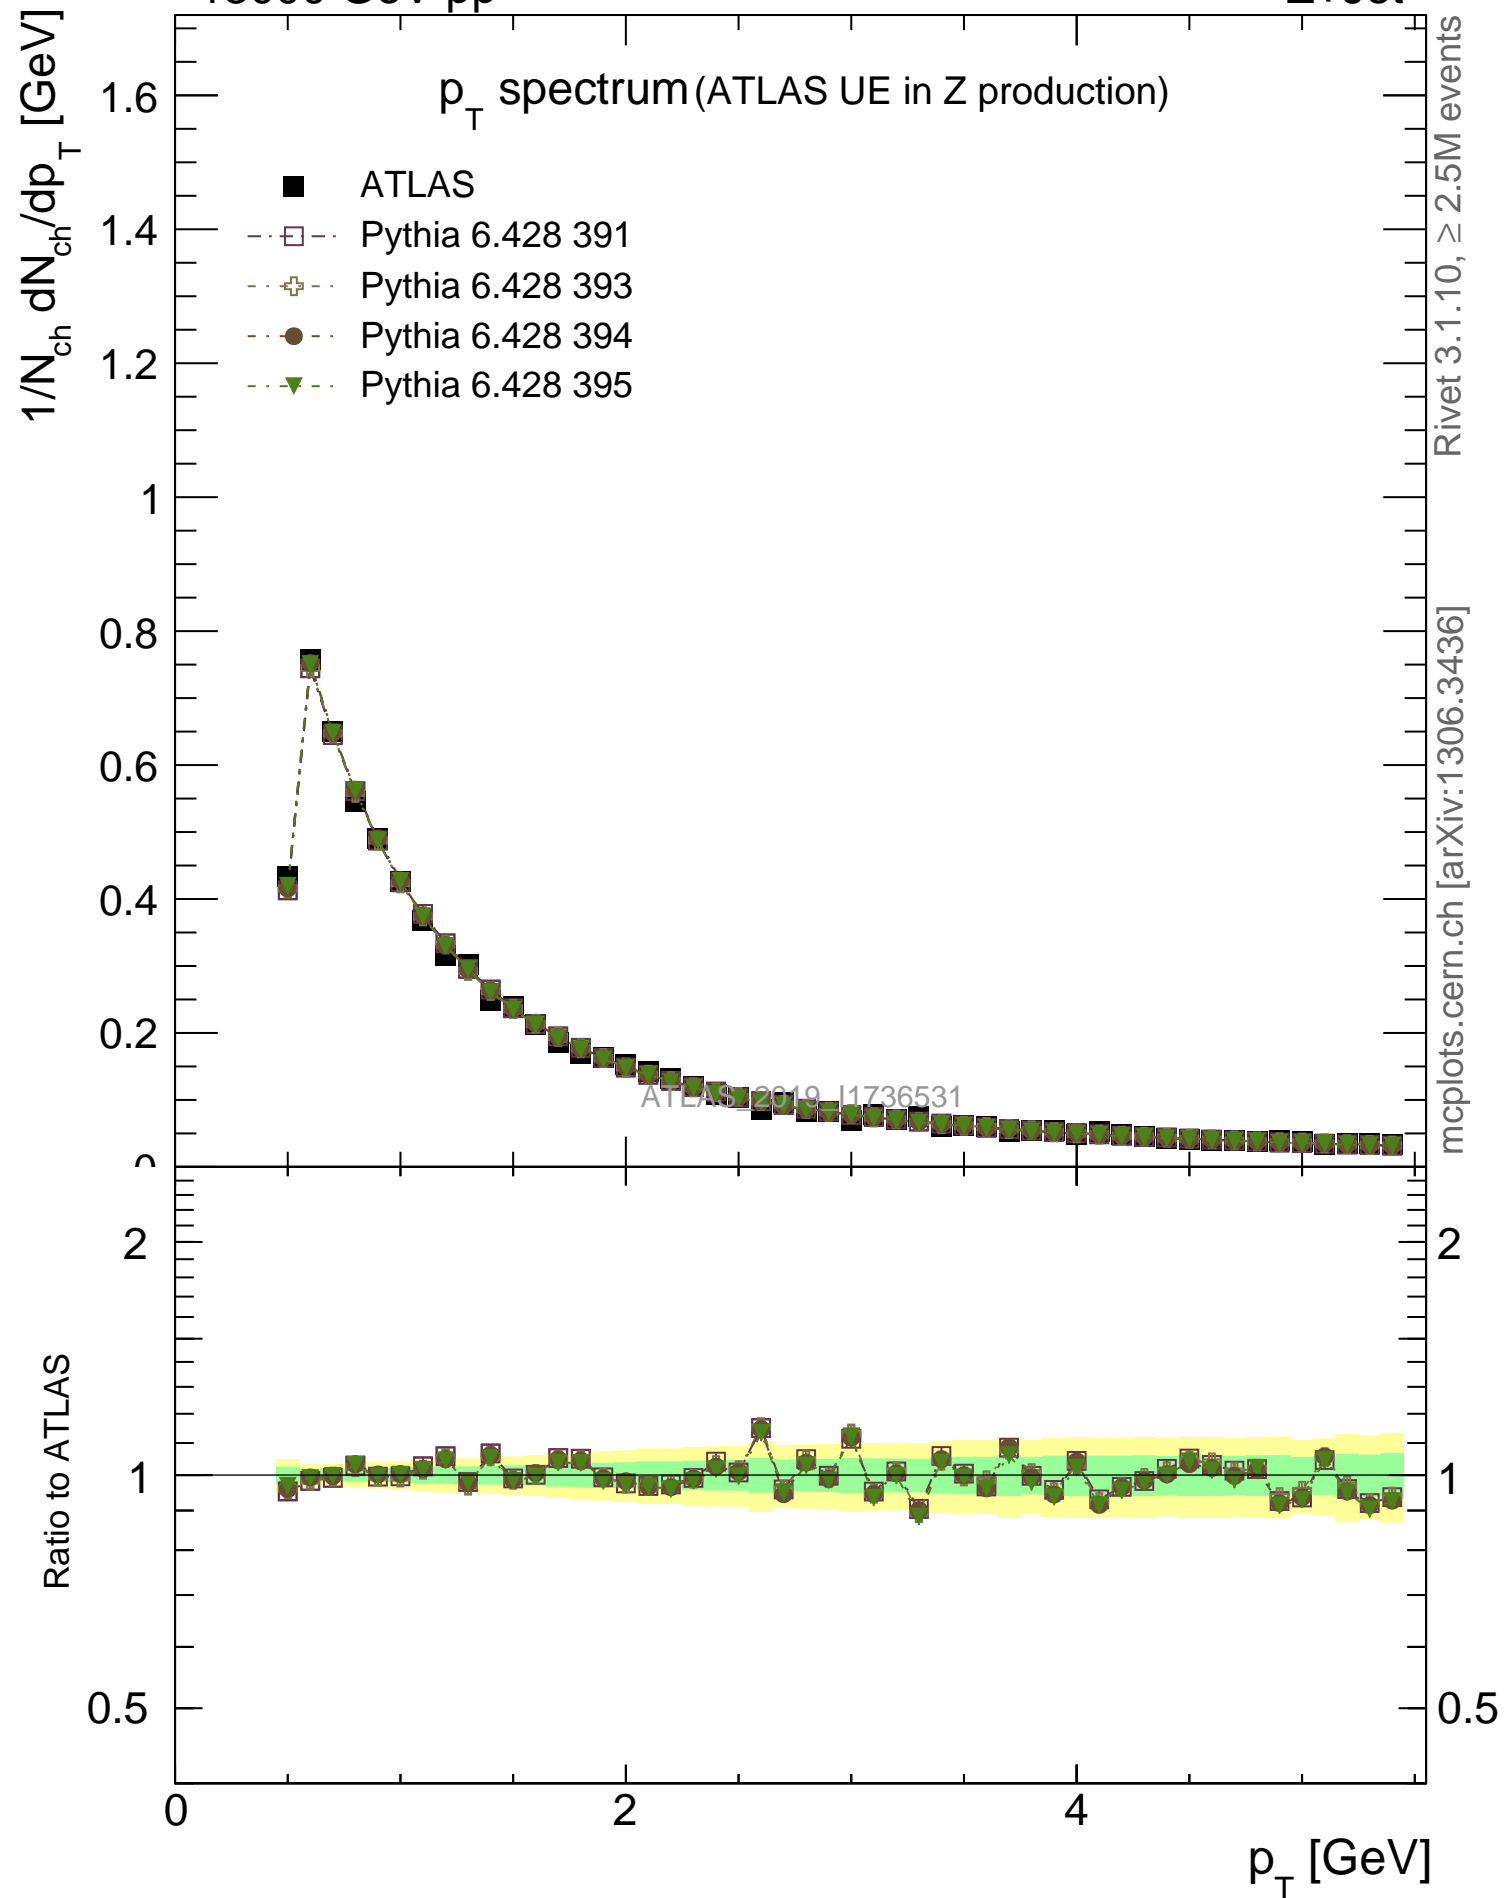 1/N_ch dN_ch/dp_T [GeV]
p_T spectrum (ATLAS UE in Z production)
ATLAS
Pythia 6.428 391
Pythia 6.428 393
Pythia 6.428 394
Pythia 6.428 395
1.6
1.4
1.2
1
0.8
0.6
0.4
0.2
0
ATLAS_2019_I1736531
Rivet 3.1.10, ≥ 2.5M events
mcplots.cern.ch [arXiv:1306.3436]
Ratio to ATLAS
2
1
0.5
2
1
0.5
0
2
4
p_T [GeV]